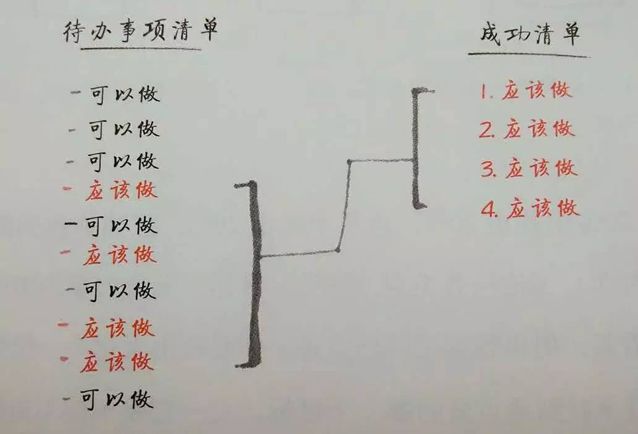 待办事项清单
- 可以做
- 可以做
- 可以做
- 应该做
- 可以做
- 应该做
- 可以做
- 应该做
- 应该做
- 可以做
成功清单
1. 应该做
2. 应该做
3. 应该做
4. 应该做